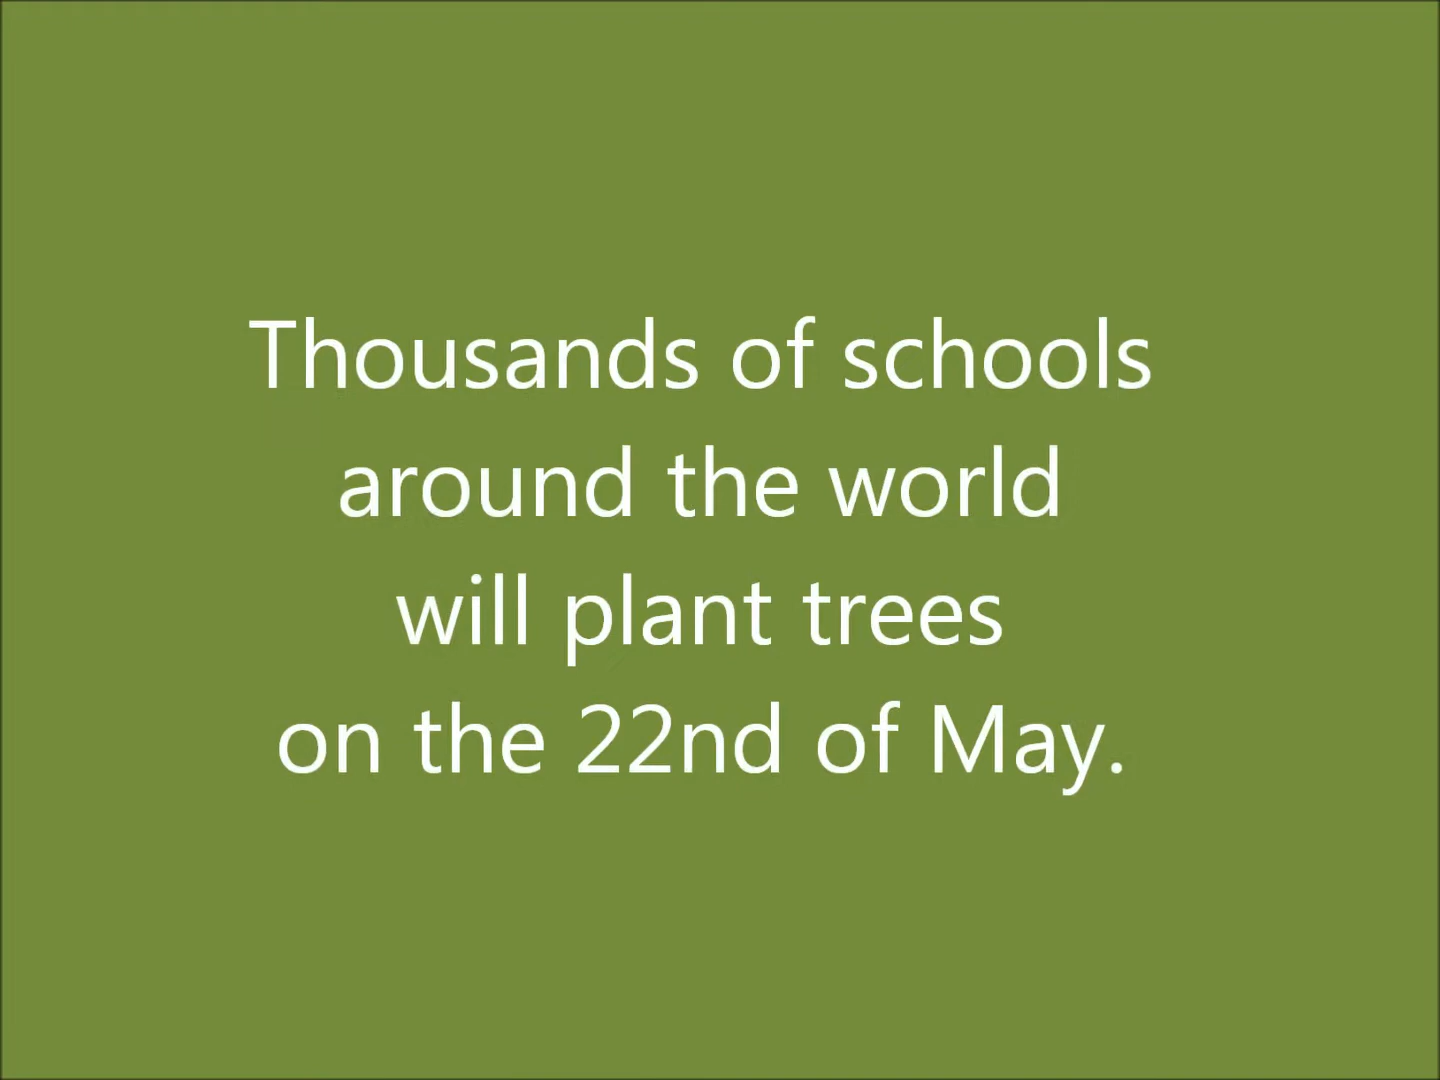 Thousands of schools
around the world
will plant trees
on the 22nd of May.